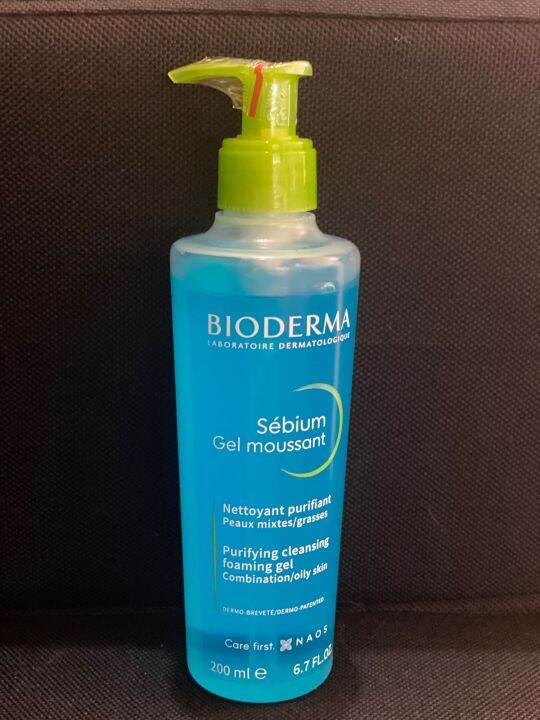 BIODERMA
LABORATOIRE DERMATOLOGIQUE
Sébium
Gel moussant
Nettoyant purifiant
Peaux mixtes/grasses
Purifying cleansing
foaming gel
Combination/oily skin
DERMO-BREVETÉ/DERMO-PATENTED
Care first. NAOS
200 ml ℮ 6.7 FL.OZ